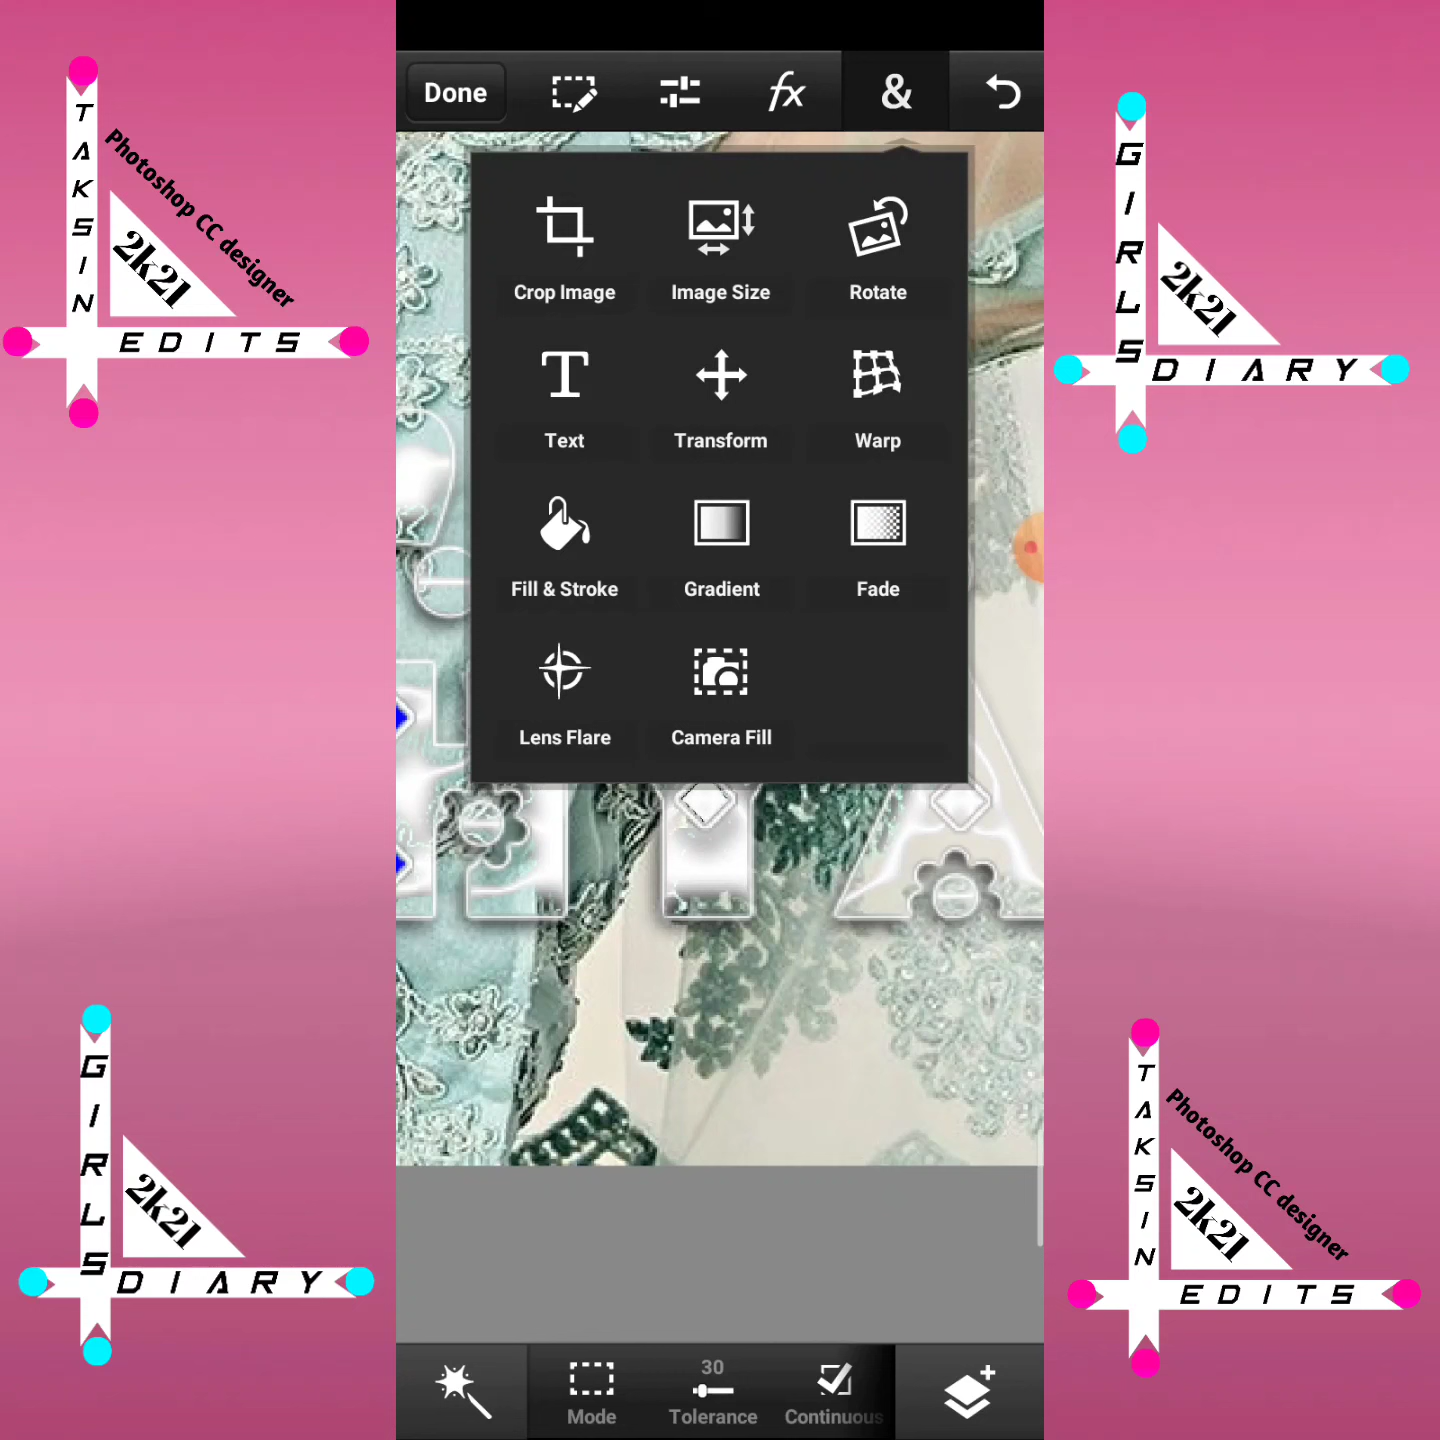 TAKSIN
EDITS
2k21
Photoshop CC designer
Done
fx
&
Crop Image
Image Size
Rotate
T
Text
Transform
Warp
Fill & Stroke
Gradient
Fade
Lens Flare
Camera Fill
30
Mode
Tolerance
Continuous
GIRLS
DIARY
2k21
GIRLS
DIARY
2k21
TAKSIN
EDITS
2k21
Photoshop CC designer